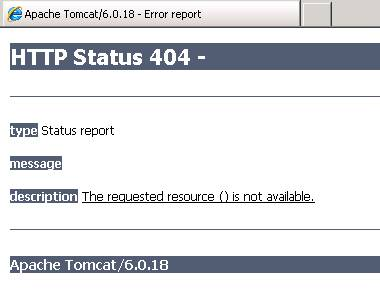 Apache Tomcat/6.0.18 - Error report
HTTP Status 404 -
type Status report
message
description The requested resource () is not available.
Apache Tomcat/6.0.18